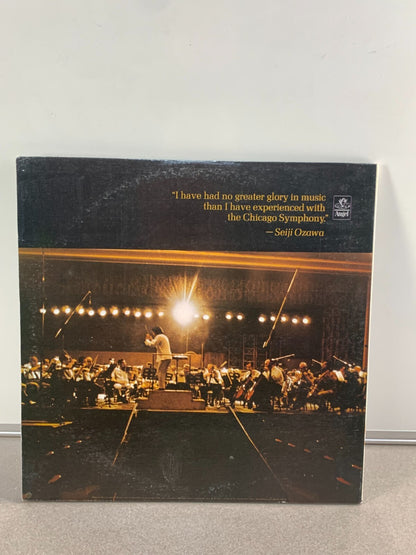 "I have had no greater glory in music
than I have experienced with
the Chicago Symphony."
—Seiji Ozawa
Angel